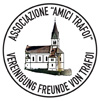 ASSOCIAZIONE "AMICI TRAFOI"
VEREINIGUNG FREUNDE VON TRAFOI